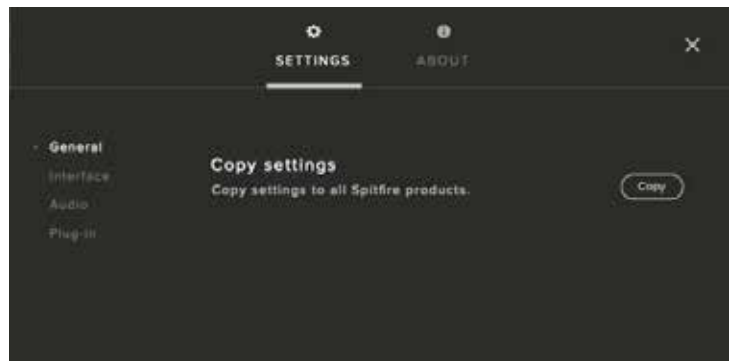 SETTINGS
ABOUT
General
Interface
Audio
Plug-in
Copy settings
Copy settings to all Spitfire products.
Copy